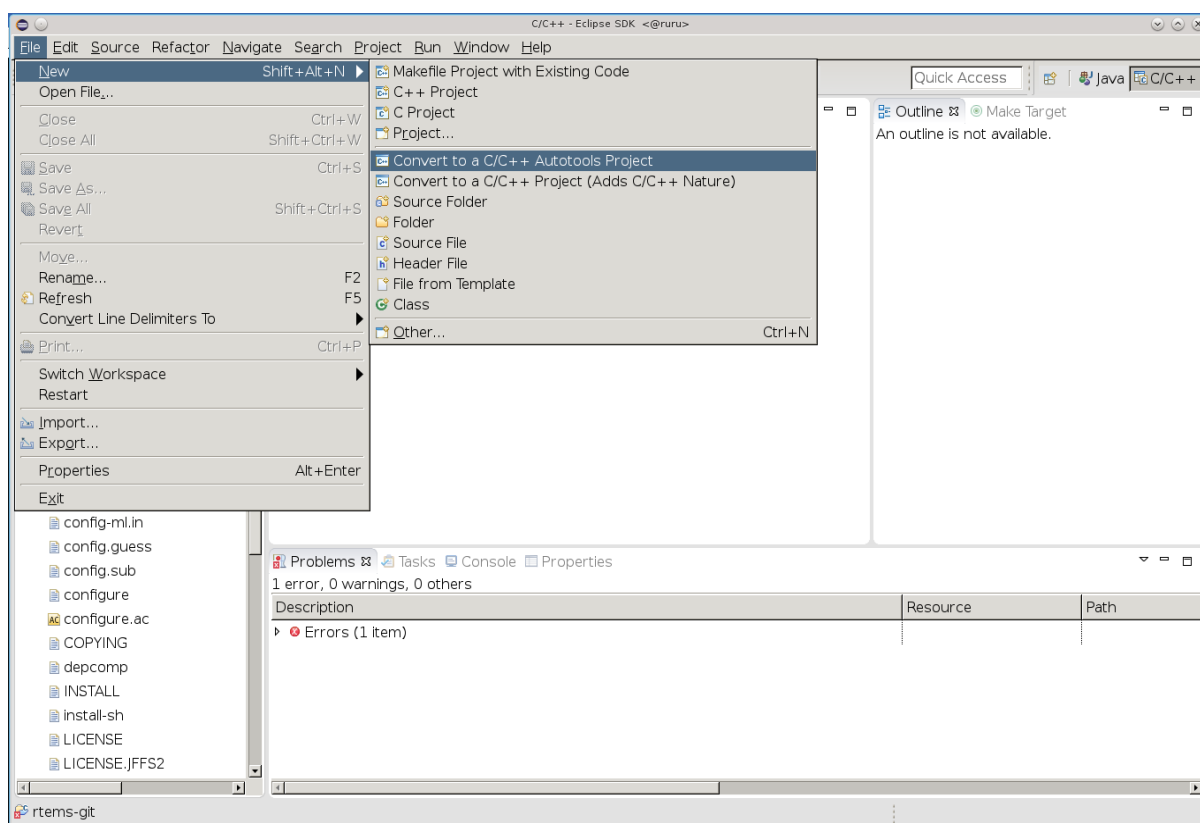 C/C++ - Eclipse SDK <@ruru>
File Edit Source Refactor Navigate Search Project Run Window Help
New Shift+Alt+N
Open File...
Close Ctrl+W
Close All Shift+Ctrl+W
Save Ctrl+S
Save As...
Save All Shift+Ctrl+S
Revert
Move...
Rename... F2
Refresh F5
Convert Line Delimiters To
Print... Ctrl+P
Switch Workspace
Restart
Import...
Export...
Properties Alt+Enter
Exit
Makefile Project with Existing Code
C++ Project
C Project
Project...
Convert to a C/C++ Autotools Project
Convert to a C/C++ Project (Adds C/C++ Nature)
Source Folder
Folder
Source File
Header File
File from Template
Class
Other... Ctrl+N
Quick Access Java C/C++
Outline Make Target
An outline is not available.
config-ml.in
config.guess
config.sub
configure
configure.ac
COPYING
depcomp
INSTALL
install-sh
LICENSE
LICENSE.JFFS2
Problems Tasks Console Properties
1 error, 0 warnings, 0 others
Description Resource Path
Errors (1 item)
rtems-git